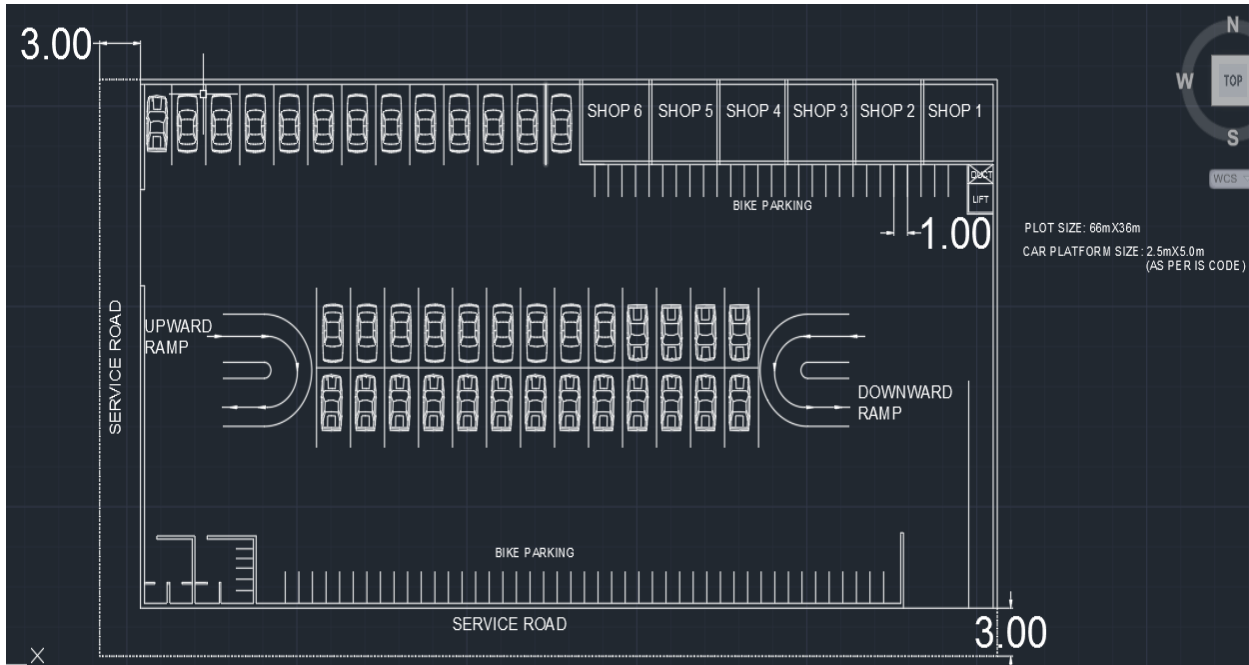 3.00
N
W
TOP
S
WCS
SHOP 6
SHOP 5
SHOP 4
SHOP 3
SHOP 2
SHOP 1
DUCT
LIFT
BIKE PARKING
1.00
PLOT SIZE: 66mX36m
CAR PLATFORM SIZE: 2.5mX5.0m
(AS PER IS CODE)
SERVICE ROAD
UPWARD
RAMP
DOWNWARD
RAMP
BIKE PARKING
SERVICE ROAD
3.00
X